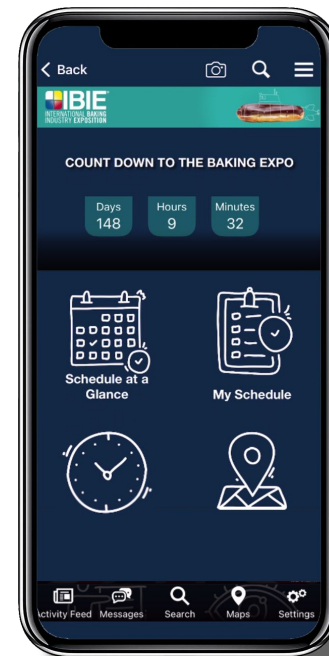 Back
IBIE
INTERNATIONAL BAKING
INDUSTRY EXPOSITION
COUNT DOWN TO THE BAKING EXPO
Days Hours Minutes
148 9 32
Schedule at a
Glance
My Schedule
ctivity Feed Messages Search Maps Settings